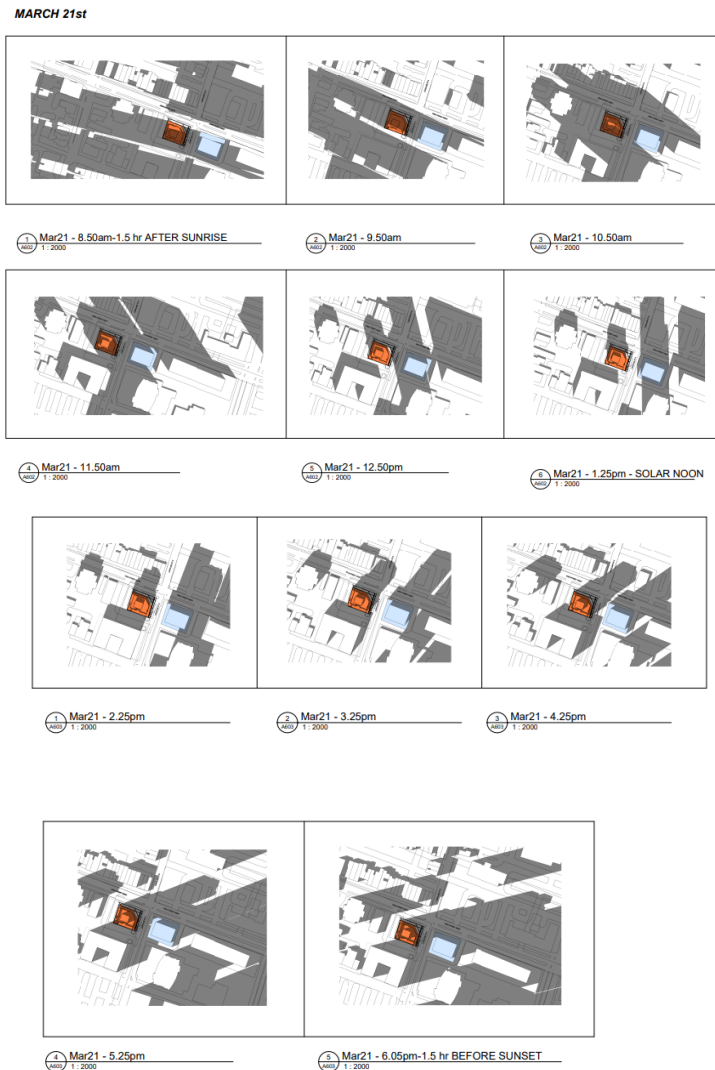 MARCH 21st
1 Mar21 - 8.50am-1.5 hr AFTER SUNRISE
A602 1 : 2000
2 Mar21 - 9.50am
A602 1 : 2000
3 Mar21 - 10.50am
A602 1 : 2000
4 Mar21 - 11.50am
A602 1 : 2000
5 Mar21 - 12.50pm
A602 1 : 2000
6 Mar21 - 1.25pm - SOLAR NOON
A602 1 : 2000
1 Mar21 - 2.25pm
A603 1 : 2000
2 Mar21 - 3.25pm
A603 1 : 2000
3 Mar21 - 4.25pm
A603 1 : 2000
4 Mar21 - 5.25pm
A603 1 : 2000
5 Mar21 - 6.05pm-1.5 hr BEFORE SUNSET
A603 1 : 2000